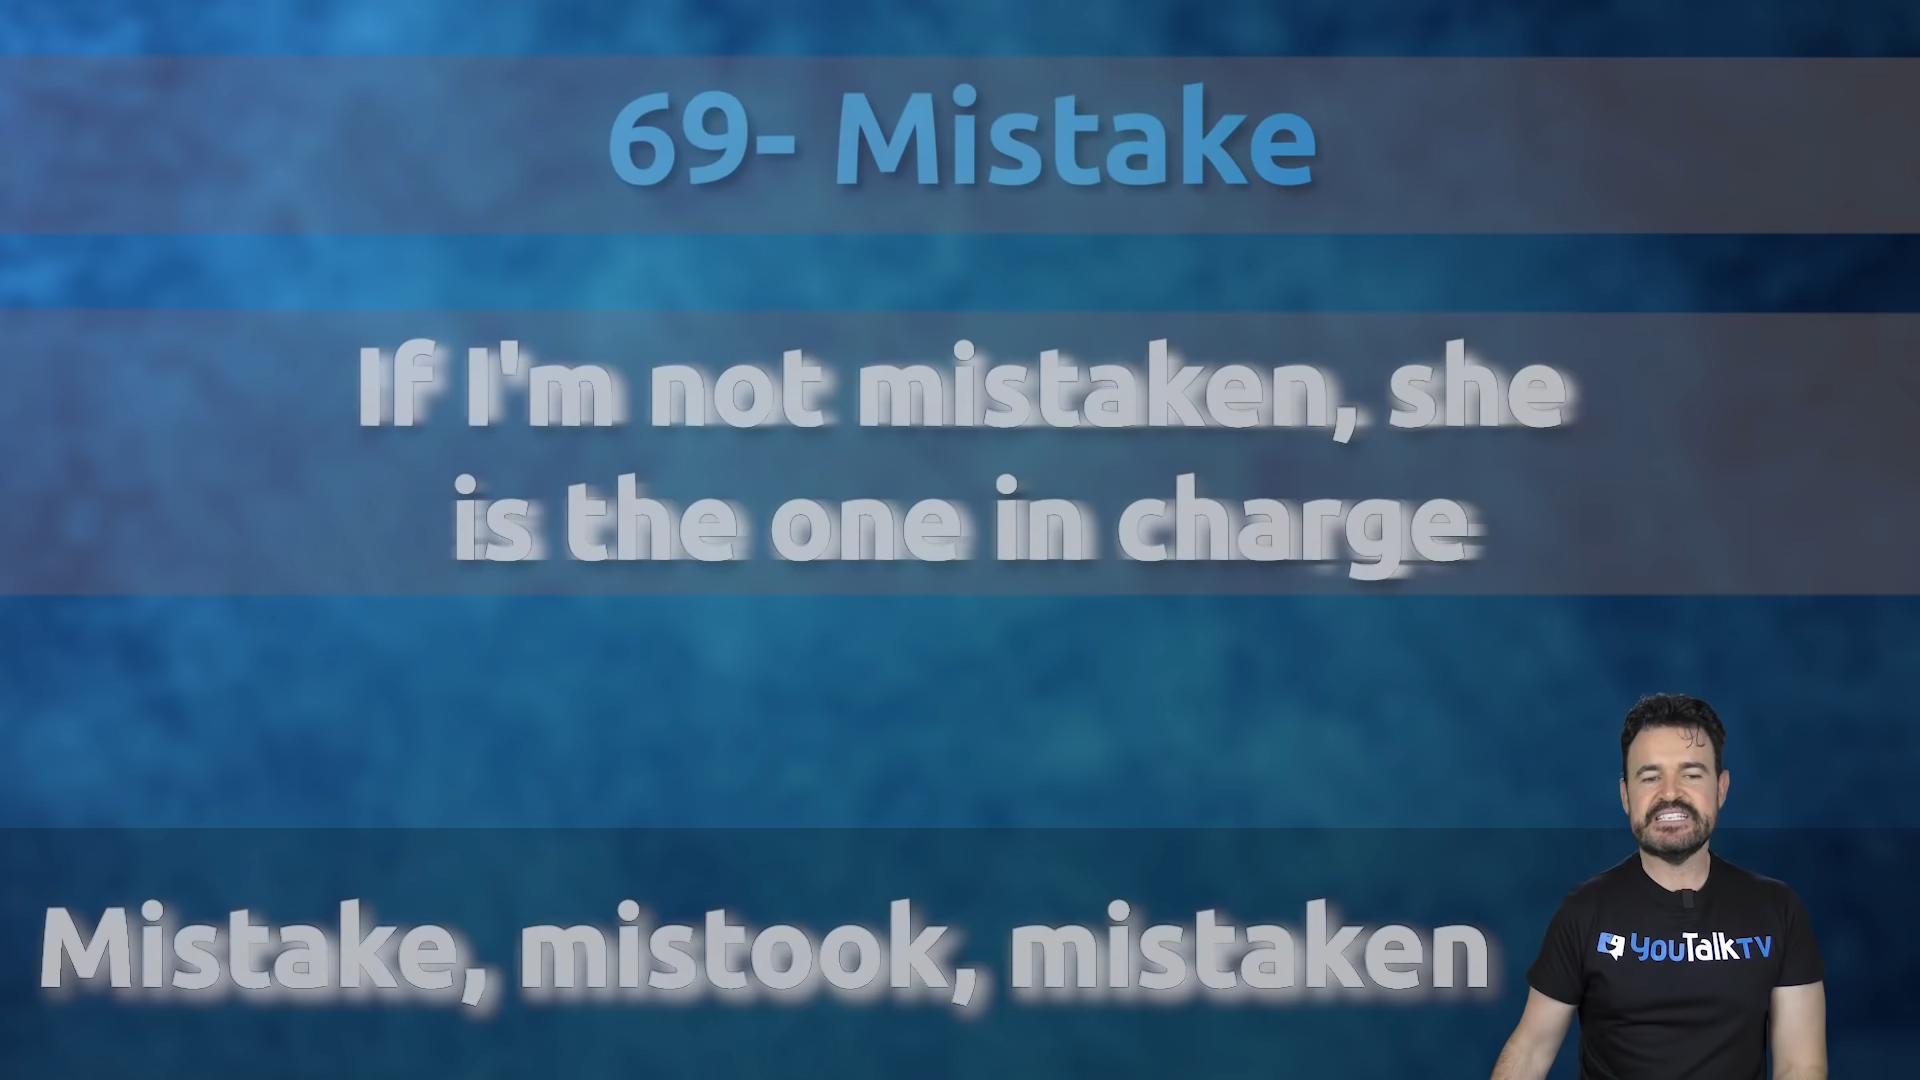 69- Mistake
If I'm not mistaken, she
is the one in charge
Mistake, mistook, mistaken
YouTalkTV